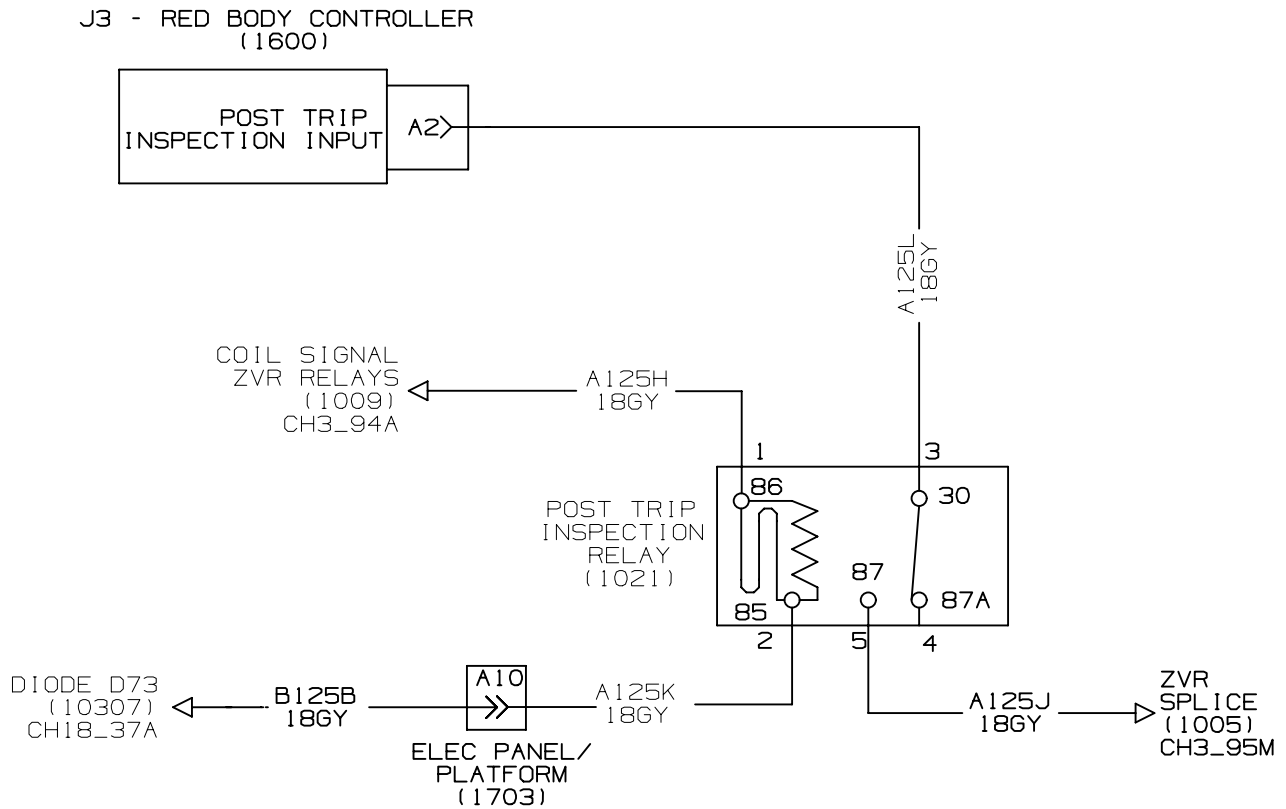 J3 - RED BODY CONTROLLER
(1600)
POST TRIP
INSPECTION INPUT
A2
A125L
18GY
COIL SIGNAL
ZVR RELAYS
(1009)
CH3_94A
A125H
18GY
1
3
86
30
POST TRIP
INSPECTION
RELAY
(1021)
87
85
87A
2
5
4
DIODE D73
(10307)
CH18_37A
B125B
18GY
A10
ELEC PANEL/
PLATFORM
(1703)
A125K
18GY
A125J
18GY
ZVR
SPLICE
(1005)
CH3_95M